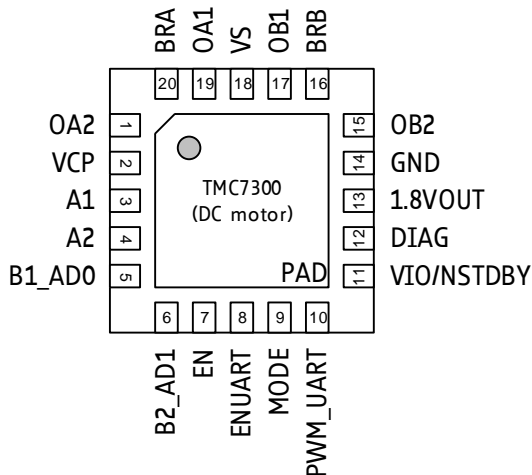 BRA
OA1
VS
OB1
BRB
20
19
18
17
16
OA2 1
VCP 2
A1 3
A2 4
B1_AD0 5
TMC7300
(DC motor)
PAD
15 OB2
14 GND
13 1.8VOUT
12 DIAG
11 VIO/NSTDBY
6
7
8
9
10
B2_AD1
EN
ENUART
MODE
PWM_UART